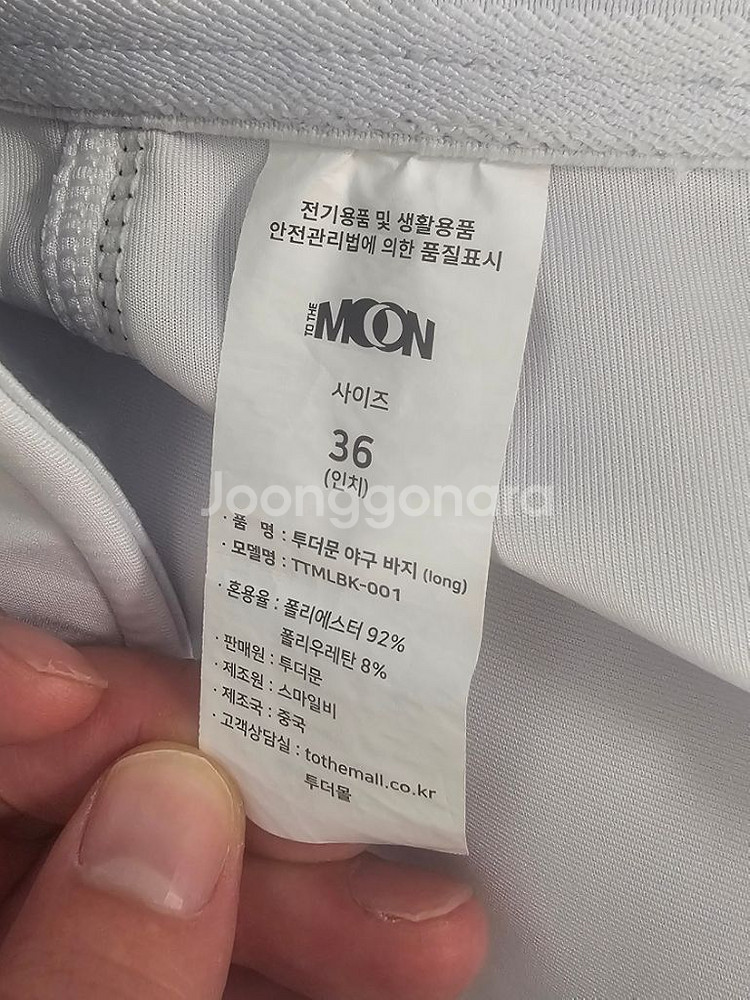 전기용품 및 생활용품
안전관리법에 의한 품질표시
TO THE MOON
사이즈
36
(인치)
Joonggonara
· 품 명 : 투더문 야구 바지 (long)
· 모델명 : TTMLBK-001
· 혼용율 : 폴리에스터 92%
폴리우레탄 8%
· 판매원 : 투더문
· 제조원 : 스마일비
· 제조국 : 중국
· 고객상담실 : tothemall.co.kr
투더몰